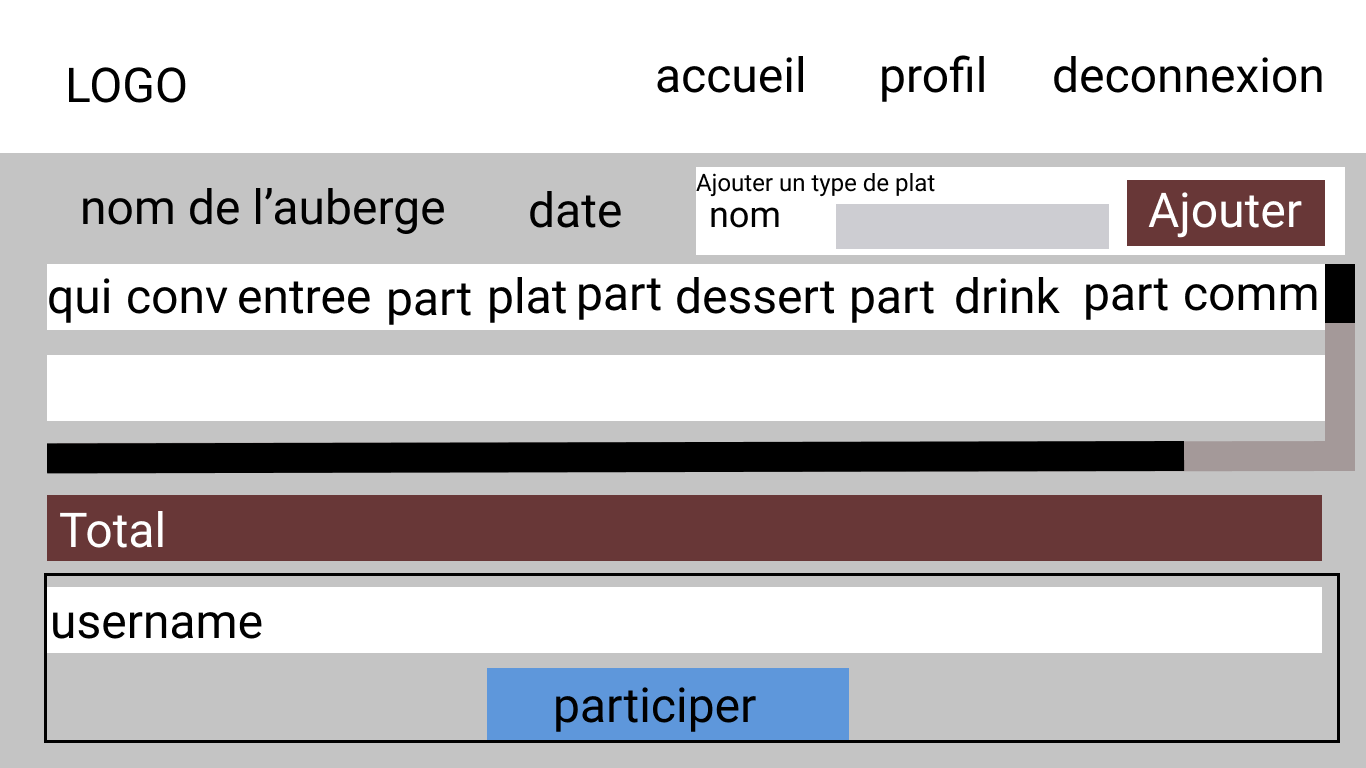 LOGO accueil profil deconnexion
nom de l’auberge date
Ajouter un type de plat
nom Ajouter
qui conv entree part plat part dessert part drink part comm
Total
username
participer